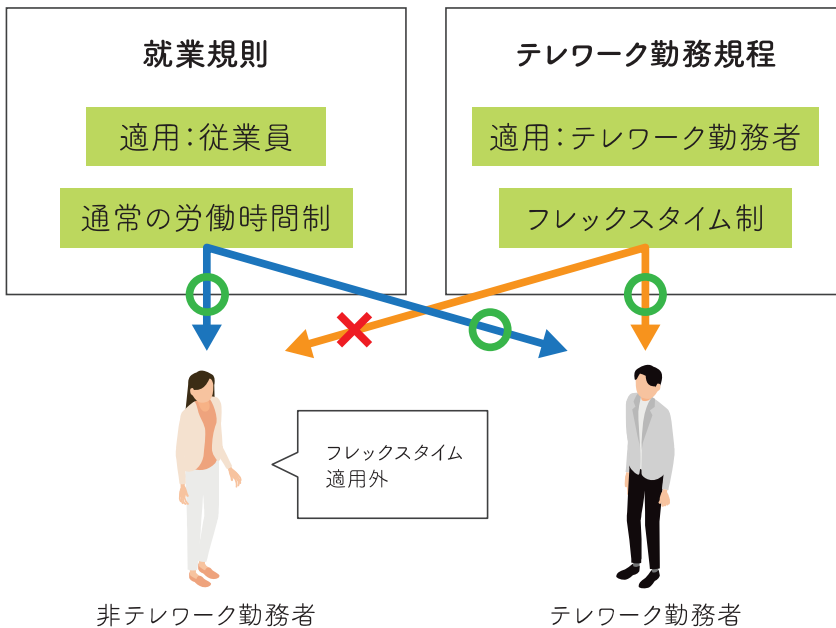 就業規則
適用：従業員
通常の労働時間制
テレワーク勤務規程
適用：テレワーク勤務者
フレックスタイム制
フレックスタイム
適用外
非テレワーク勤務者
テレワーク勤務者